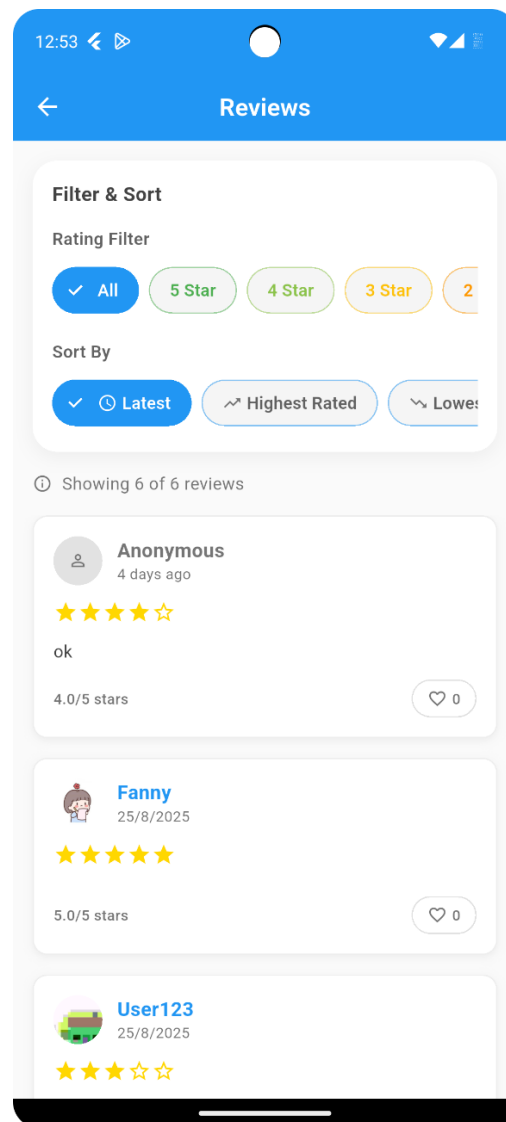 12:53
Reviews
Filter & Sort
Rating Filter
All 5 Star 4 Star 3 Star 2
Sort By
Latest Highest Rated Lowes
Showing 6 of 6 reviews
Anonymous
4 days ago
ok
4.0/5 stars 0
Fanny
25/8/2025
5.0/5 stars 0
User123
25/8/2025